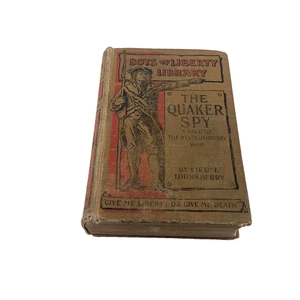 BOYS OF LIBERTY
LIBRARY
THE
QUAKER
SPY
A TALE OF
THE REVOLUTIONARY
WAR
BY LIEUT.
LOUNSBERRY
"GIVE ME LIBERTY, OR GIVE ME DEATH"